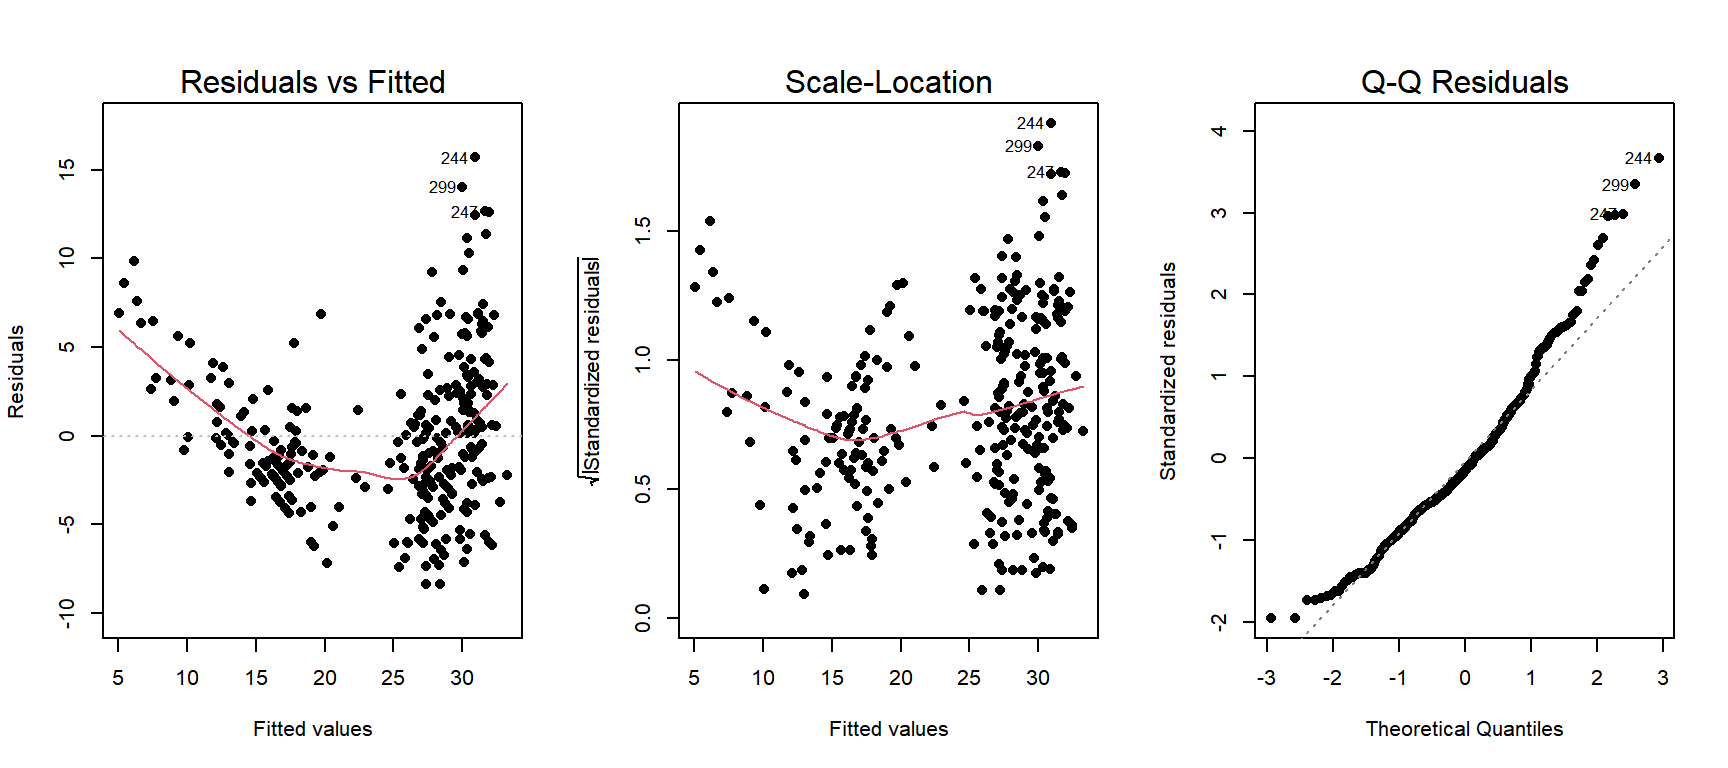 Residuals vs Fitted
Residuals
15
10
5
0
-5
-10
244
299
247
5 10 15 20 25 30
Fitted values
Scale-Location
√|Standardized residuals|
1.5
1.0
0.5
0.0
244
299
247
5 10 15 20 25 30
Fitted values
Q-Q Residuals
Standardized residuals
4
3
2
1
0
-1
-2
244
299
247
-3 -2 -1 0 1 2 3
Theoretical Quantiles